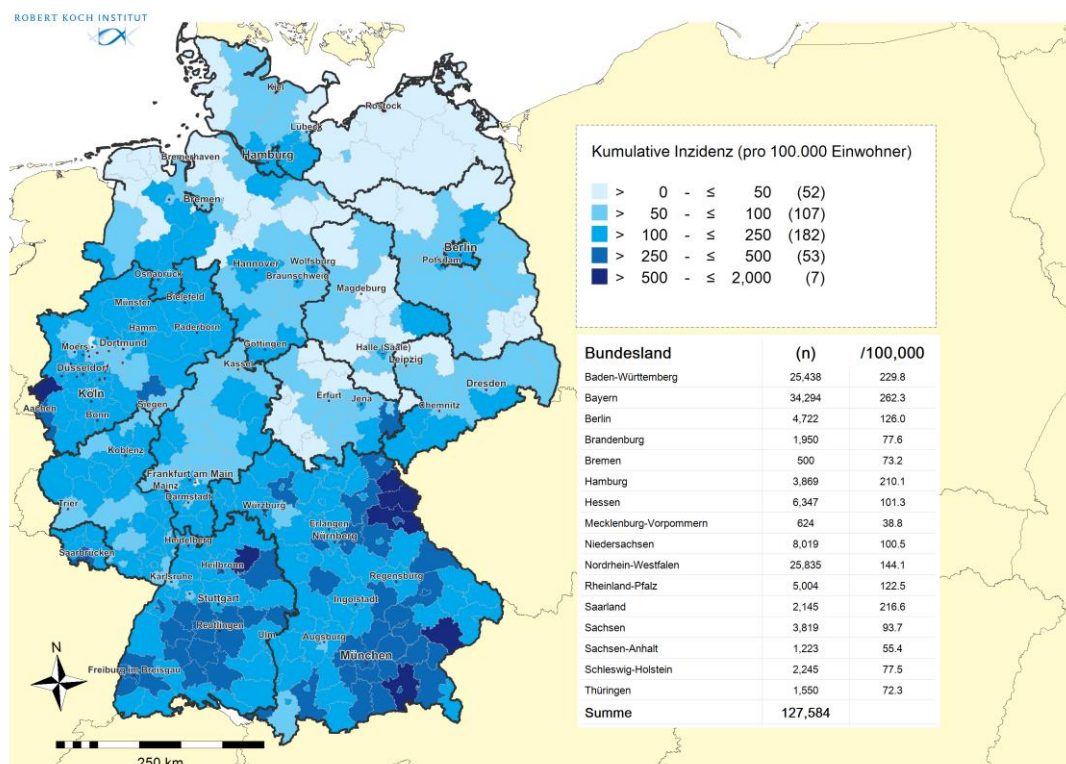 ROBERT KOCH INSTITUT
Kiel
Rostock
Lübeck
Hamburg
Bremerhaven
Bremen
Berlin
Potsdam
Hannover
Wolfsburg
Braunschweig
Magdeburg
Osnabrück
Bielefeld
Münster
Hamm
Paderborn
Göttingen
Halle (Saale)
Leipzig
Moers
Dortmund
Düsseldorf
Kassel
Dresden
Köln
Aachen
Siegen
Erfurt
Jena
Chemnitz
Bonn
Koblenz
Frankfurt am Main
Mainz
Darmstadt
Trier
Würzburg
Erlangen
Nürnberg
Saarbrücken
Heidelberg
Heilbronn
Karlsruhe
Regensburg
Stuttgart
Ingolstadt
Reutlingen
Ulm
Augsburg
München
Freiburg im Breisgau
N
250 km
Kumulative Inzidenz (pro 100.000 Einwohner)
> 0 - ≤ 50 (52)
> 50 - ≤ 100 (107)
> 100 - ≤ 250 (182)
> 250 - ≤ 500 (53)
> 500 - ≤ 2,000 (7)
Bundesland (n) /100,000
Baden-Württemberg 25,438 229.8
Bayern 34,294 262.3
Berlin 4,722 126.0
Brandenburg 1,950 77.6
Bremen 500 73.2
Hamburg 3,869 210.1
Hessen 6,347 101.3
Mecklenburg-Vorpommern 624 38.8
Niedersachsen 8,019 100.5
Nordrhein-Westfalen 25,835 144.1
Rheinland-Pfalz 5,004 122.5
Saarland 2,145 216.6
Sachsen 3,819 93.7
Sachsen-Anhalt 1,223 55.4
Schleswig-Holstein 2,245 77.5
Thüringen 1,550 72.3
Summe 127,584